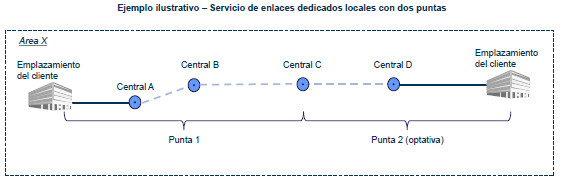 Ejemplo ilustrativo – Servicio de enlaces dedicados locales con dos puntas
Area X
Emplazamiento
del cliente
Central A
Central B
Central C
Central D
Emplazamiento
del cliente
Punta 1
Punta 2 (optativa)